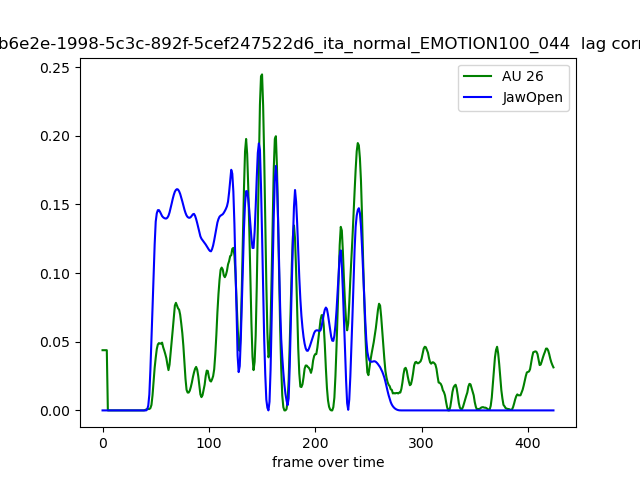 b6e2e-1998-5c3c-892f-5cef247522d6_ita_normal_EMOTION100_044 lag corr
AU 26
JawOpen
0.25
0.20
0.15
0.10
0.05
0.00
0 100 200 300 400
frame over time